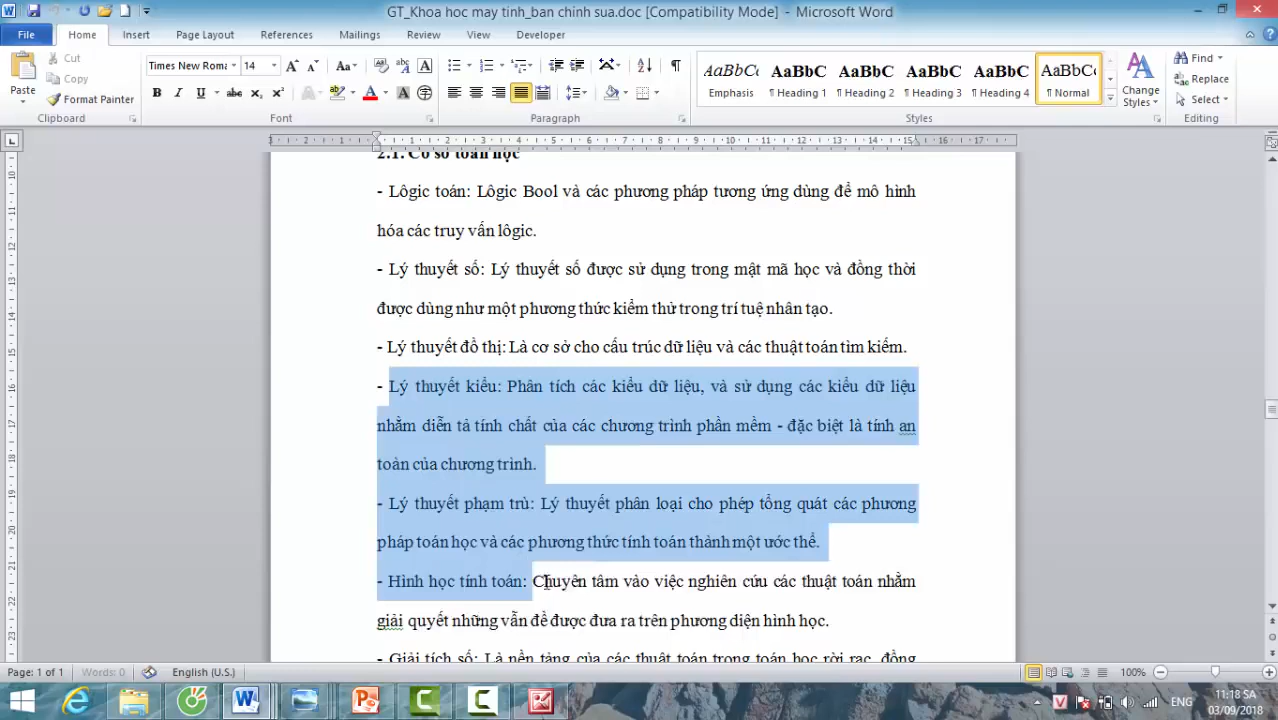 GT_Khoa hoc may tinh_ban chinh sua.doc [Compatibility Mode] - Microsoft Word
File Home Insert Page Layout References Mailings Review View Developer
Cut
Copy
Format Painter
Paste
Clipboard
Times New Roma
14
Font
Paragraph
AaBbCc AaBbC AaBbCc AaBbCc AaBbCc AaBbCc
Emphasis ¶ Heading 1 ¶ Heading 2 ¶ Heading 3 ¶ Heading 4 ¶ Normal
Change Styles
Styles
Find
Replace
Select
Editing
2.1. Cơ sở toán học
- Lôgic toán: Lôgic Bool và các phương pháp tương ứng dùng để mô hình
hóa các truy vấn lôgic.
- Lý thuyết số: Lý thuyết số được sử dụng trong mật mã học và đồng thời
được dùng như một phương thức kiểm thử trong trí tuệ nhân tạo.
- Lý thuyết đồ thị: Là cơ sở cho cấu trúc dữ liệu và các thuật toán tìm kiếm.
- Lý thuyết kiểu: Phân tích các kiểu dữ liệu, và sử dụng các kiểu dữ liệu
nhằm diễn tả tính chất của các chương trình phần mềm - đặc biệt là tính an
toàn của chương trình.
- Lý thuyết phạm trù: Lý thuyết phân loại cho phép tổng quát các phương
pháp toán học và các phương thức tính toán thành một ước thể.
- Hình học tính toán: Chuyên tâm vào việc nghiên cứu các thuật toán nhằm
giải quyết những vẫn đề được đưa ra trên phương diện hình học.
- Giải tích số: Là nền tảng của các thuật toán trong toán học rời rạc, đồng
Page: 1 of 1 Words: 0 English (U.S.) 100%
ENG
11:18 SA
03/09/2018